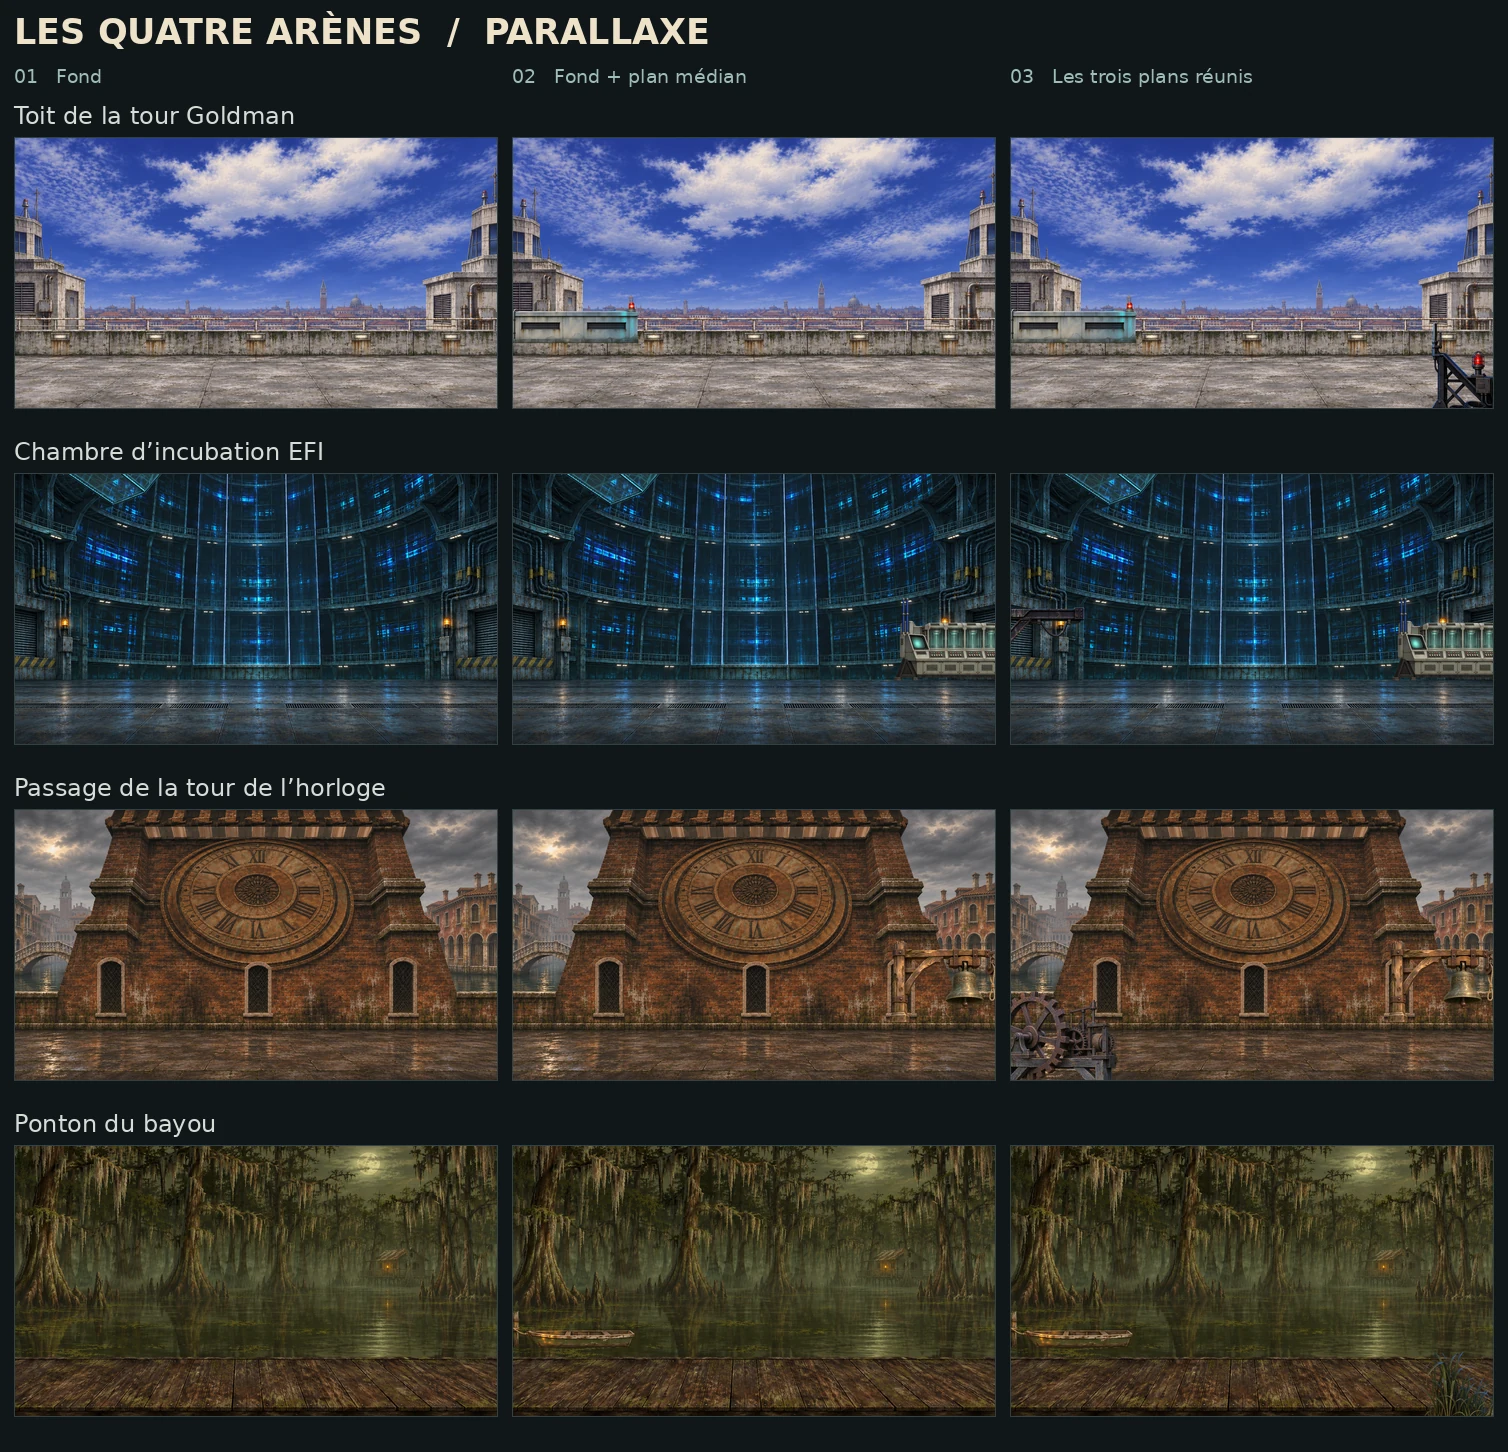 LES QUATRE ARÈNES / PARALLAXE
01 Fond
02 Fond + plan médian
03 Les trois plans réunis
Toit de la tour Goldman
Chambre d’incubation EFI
Passage de la tour de l’horloge
Ponton du bayou